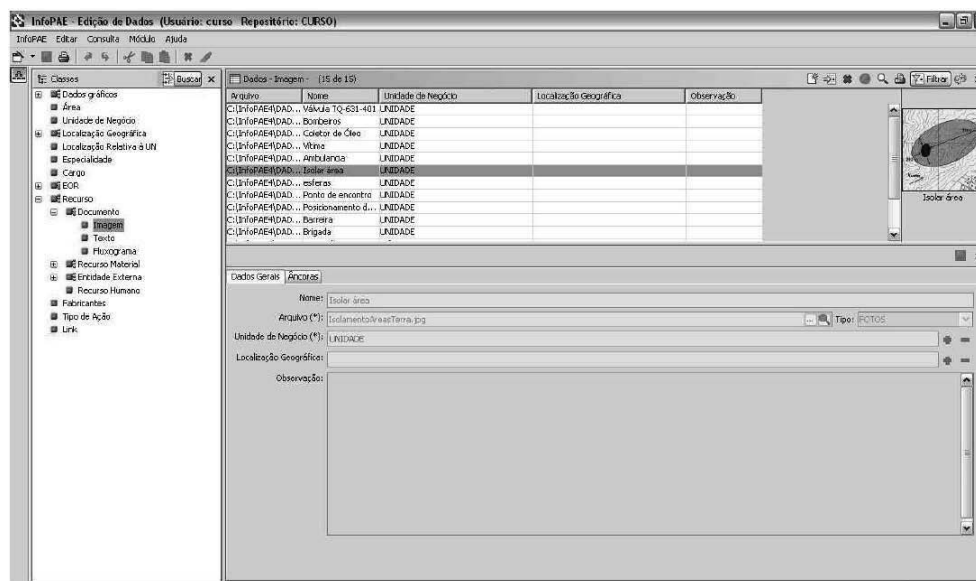 InfoPAE - Edição de Dados (Usuário: curso Repositório: CURSO)
InfoPAE Editar Consulta Módulo Ajuda
Classes Buscar
Dados gráficos
Área
Unidade de Negócio
Localização Geográfica
Localização Relativa à UN
Especialidade
Cargo
EOR
Recurso
Documento
Imagem
Texto
Fluxograma
Recurso Material
Entidade Externa
Recurso Humano
Fabricantes
Tipo de Ação
Link
Dados - Imagem - (15 de 15) Filtrar
Arquivo Nome Unidade de Negócio Localização Geográfica Observação
C:\InfoPAE4\DAD... Válvula TQ-631-401 UNIDADE
C:\InfoPAE4\DAD... Bombeiros UNIDADE
C:\InfoPAE4\DAD... Coletor de Óleo UNIDADE
C:\InfoPAE4\DAD... Vítima UNIDADE
C:\InfoPAE4\DAD... Ambulancia UNIDADE
C:\InfoPAE4\DAD... Isolar área UNIDADE
C:\InfoPAE4\DAD... esferas UNIDADE
C:\InfoPAE4\DAD... Ponto de encontro UNIDADE
C:\InfoPAE4\DAD... Posicionamento d... UNIDADE
C:\InfoPAE4\DAD... Barreira UNIDADE
C:\InfoPAE4\DAD... Brigada UNIDADE
Isolar área
Dados Gerais Âncoras
Nome: Isolar área
Arquivo (*): IsolamentoAreasTerra.jpg ... Tipo: FOTOS
Unidade de Negócio (*): UNIDADE
Localização Geográfica:
Observação: